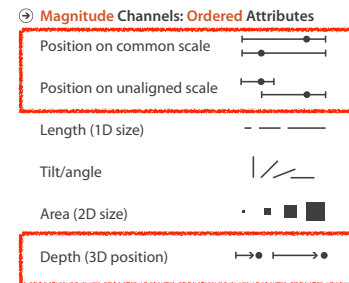 Magnitude Channels: Ordered Attributes
Position on common scale
Position on unaligned scale
Length (1D size)
Tilt/angle
Area (2D size)
Depth (3D position)